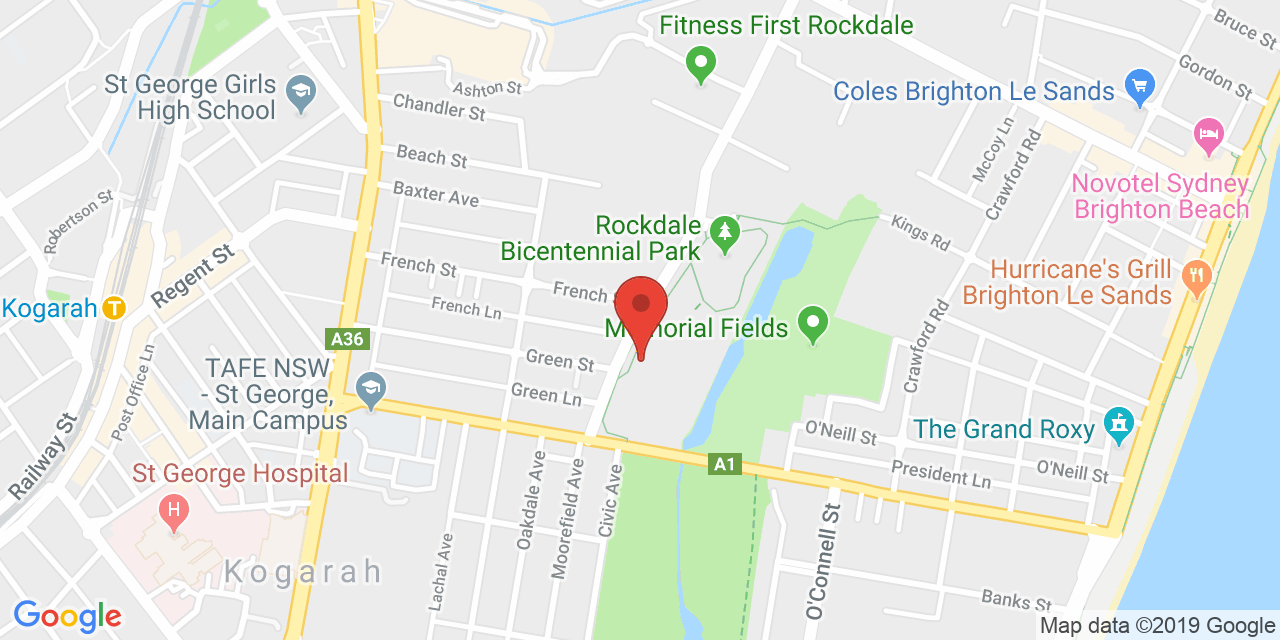 Fitness First Rockdale
Bruce St
Gordon St
St George Girls
High School
Ashton St
Chandler St
Coles Brighton Le Sands
McCoy Ln
Crawford Rd
Beach St
Baxter Ave
Novotel Sydney
Brighton Beach
Robertson St
Regent St
Rockdale
Bicentennial Park
Kings Rd
French St
French
Hurricane's Grill
Brighton Le Sands
Kogarah
T
French Ln
Memorial Fields
A36
Green St
Crawford Rd
Post Office Ln
TAFE NSW
- St George,
Main Campus
Green Ln
The Grand Roxy
O'Neill St
Railway St
A1
President Ln
O'Neill St
St George Hospital
H
Oakdale Ave
Moorefield Ave
Civic Ave
O'Connell St
Lachal Ave
Kogarah
Banks St
Google
Map data ©2019 Google